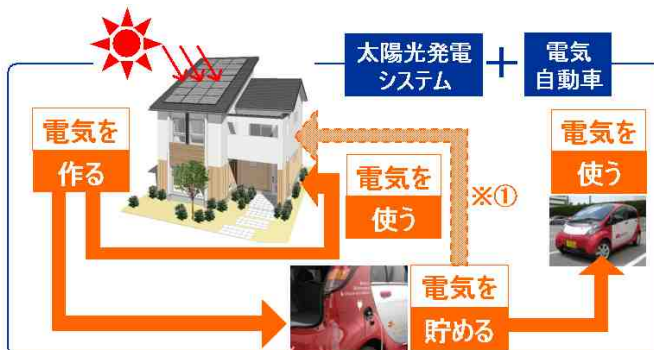 太陽光発電
システム
＋
電気
自動車
電気を
作る
電気を
使う
※①
電気を
使う
電気を
貯める